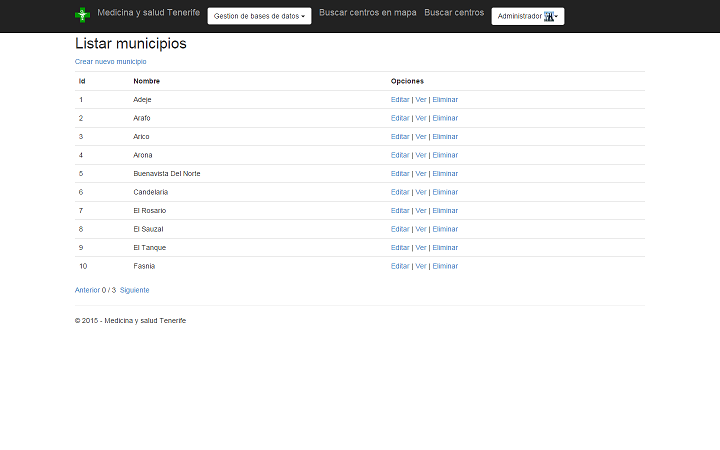 Medicina y salud Tenerife Gestion de bases de datos Buscar centros en mapa Buscar centros Administrador
Listar municipios
Crear nuevo municipio
Id Nombre Opciones
1 Adeje Editar | Ver | Eliminar
2 Arafo Editar | Ver | Eliminar
3 Arico Editar | Ver | Eliminar
4 Arona Editar | Ver | Eliminar
5 Buenavista Del Norte Editar | Ver | Eliminar
6 Candelaria Editar | Ver | Eliminar
7 El Rosario Editar | Ver | Eliminar
8 El Sauzal Editar | Ver | Eliminar
9 El Tanque Editar | Ver | Eliminar
10 Fasnia Editar | Ver | Eliminar
Anterior 0 / 3 Siguiente
© 2015 - Medicina y salud Tenerife